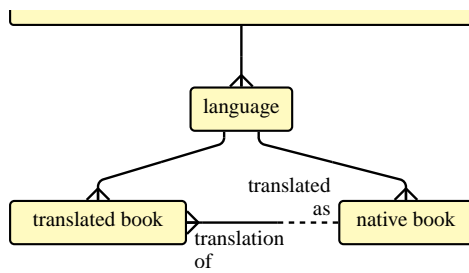 language
translated
as
translated book
native book
translation
of